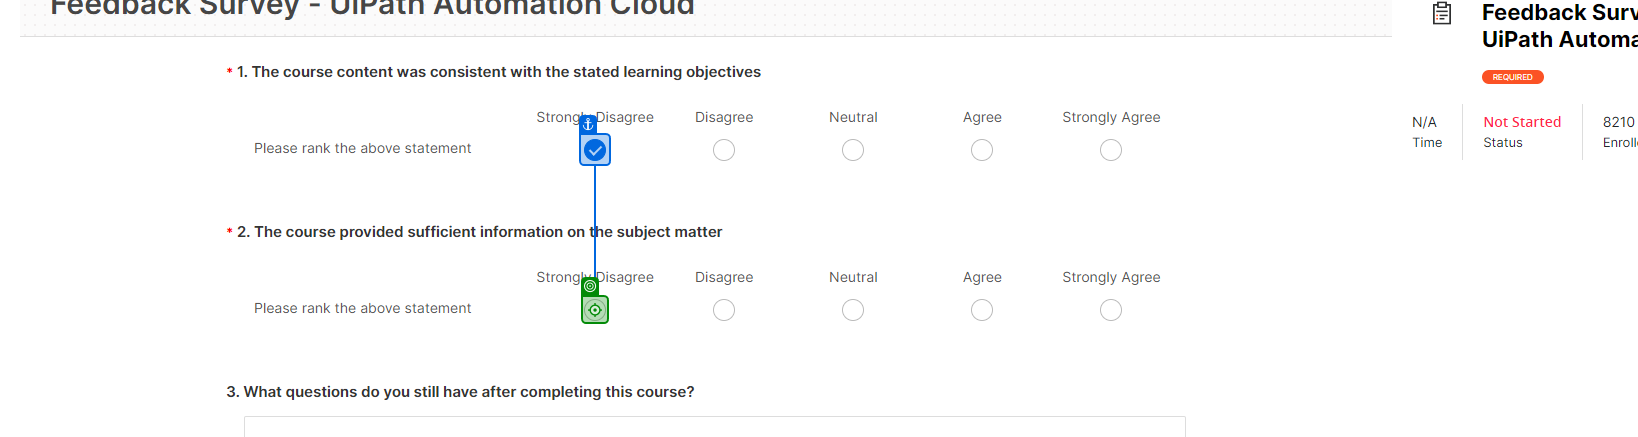 Feedback Survey - UiPath Automation Cloud
* 1. The course content was consistent with the stated learning objectives
Strongly Disagree Disagree Neutral Agree Strongly Agree
Please rank the above statement
* 2. The course provided sufficient information on the subject matter
Strongly Disagree Disagree Neutral Agree Strongly Agree
Please rank the above statement
3. What questions do you still have after completing this course?
Feedback Surv
UiPath Automa
REQUIRED
N/A Not Started 8210
Time Status Enroll